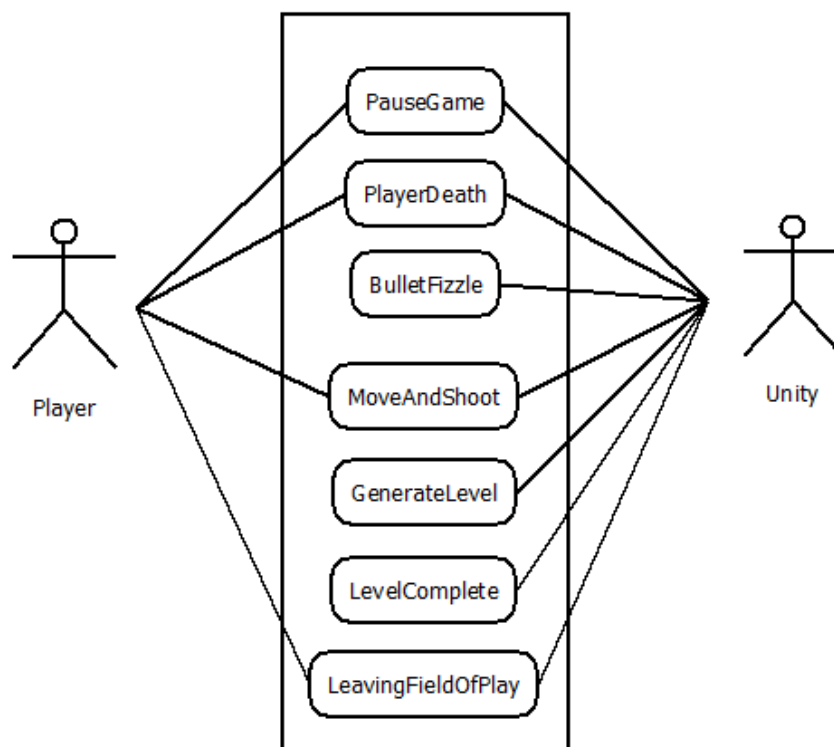 PauseGame
PlayerDeath
BulletFizzle
MoveAndShoot
Player
Unity
GenerateLevel
LevelComplete
LeavingFieldOfPlay